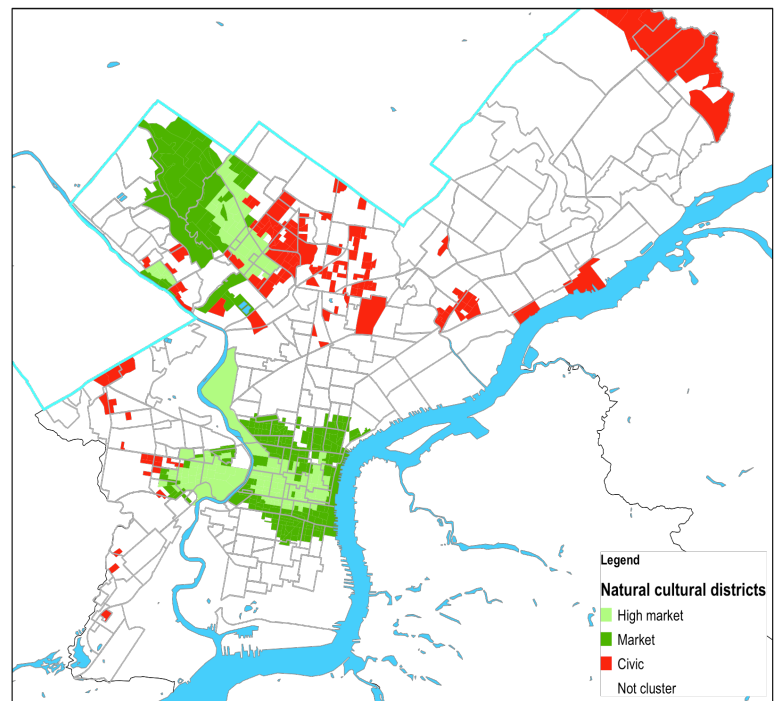 Legend
Natural cultural districts
High market
Market
Civic
Not cluster